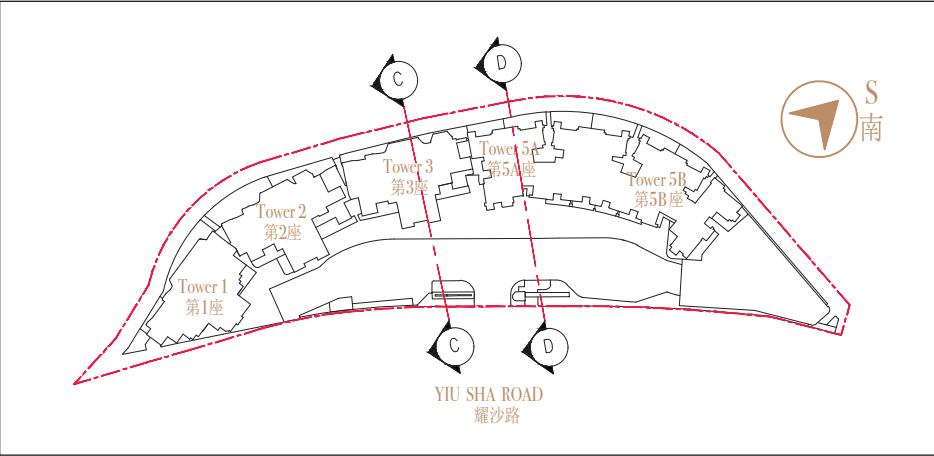 C
D
S
南
Tower 3
第3座
Tower 5A
第5A座
Tower 5B
第5B座
Tower 2
第2座
Tower 1
第1座
C
D
YIU SHA ROAD
耀沙路